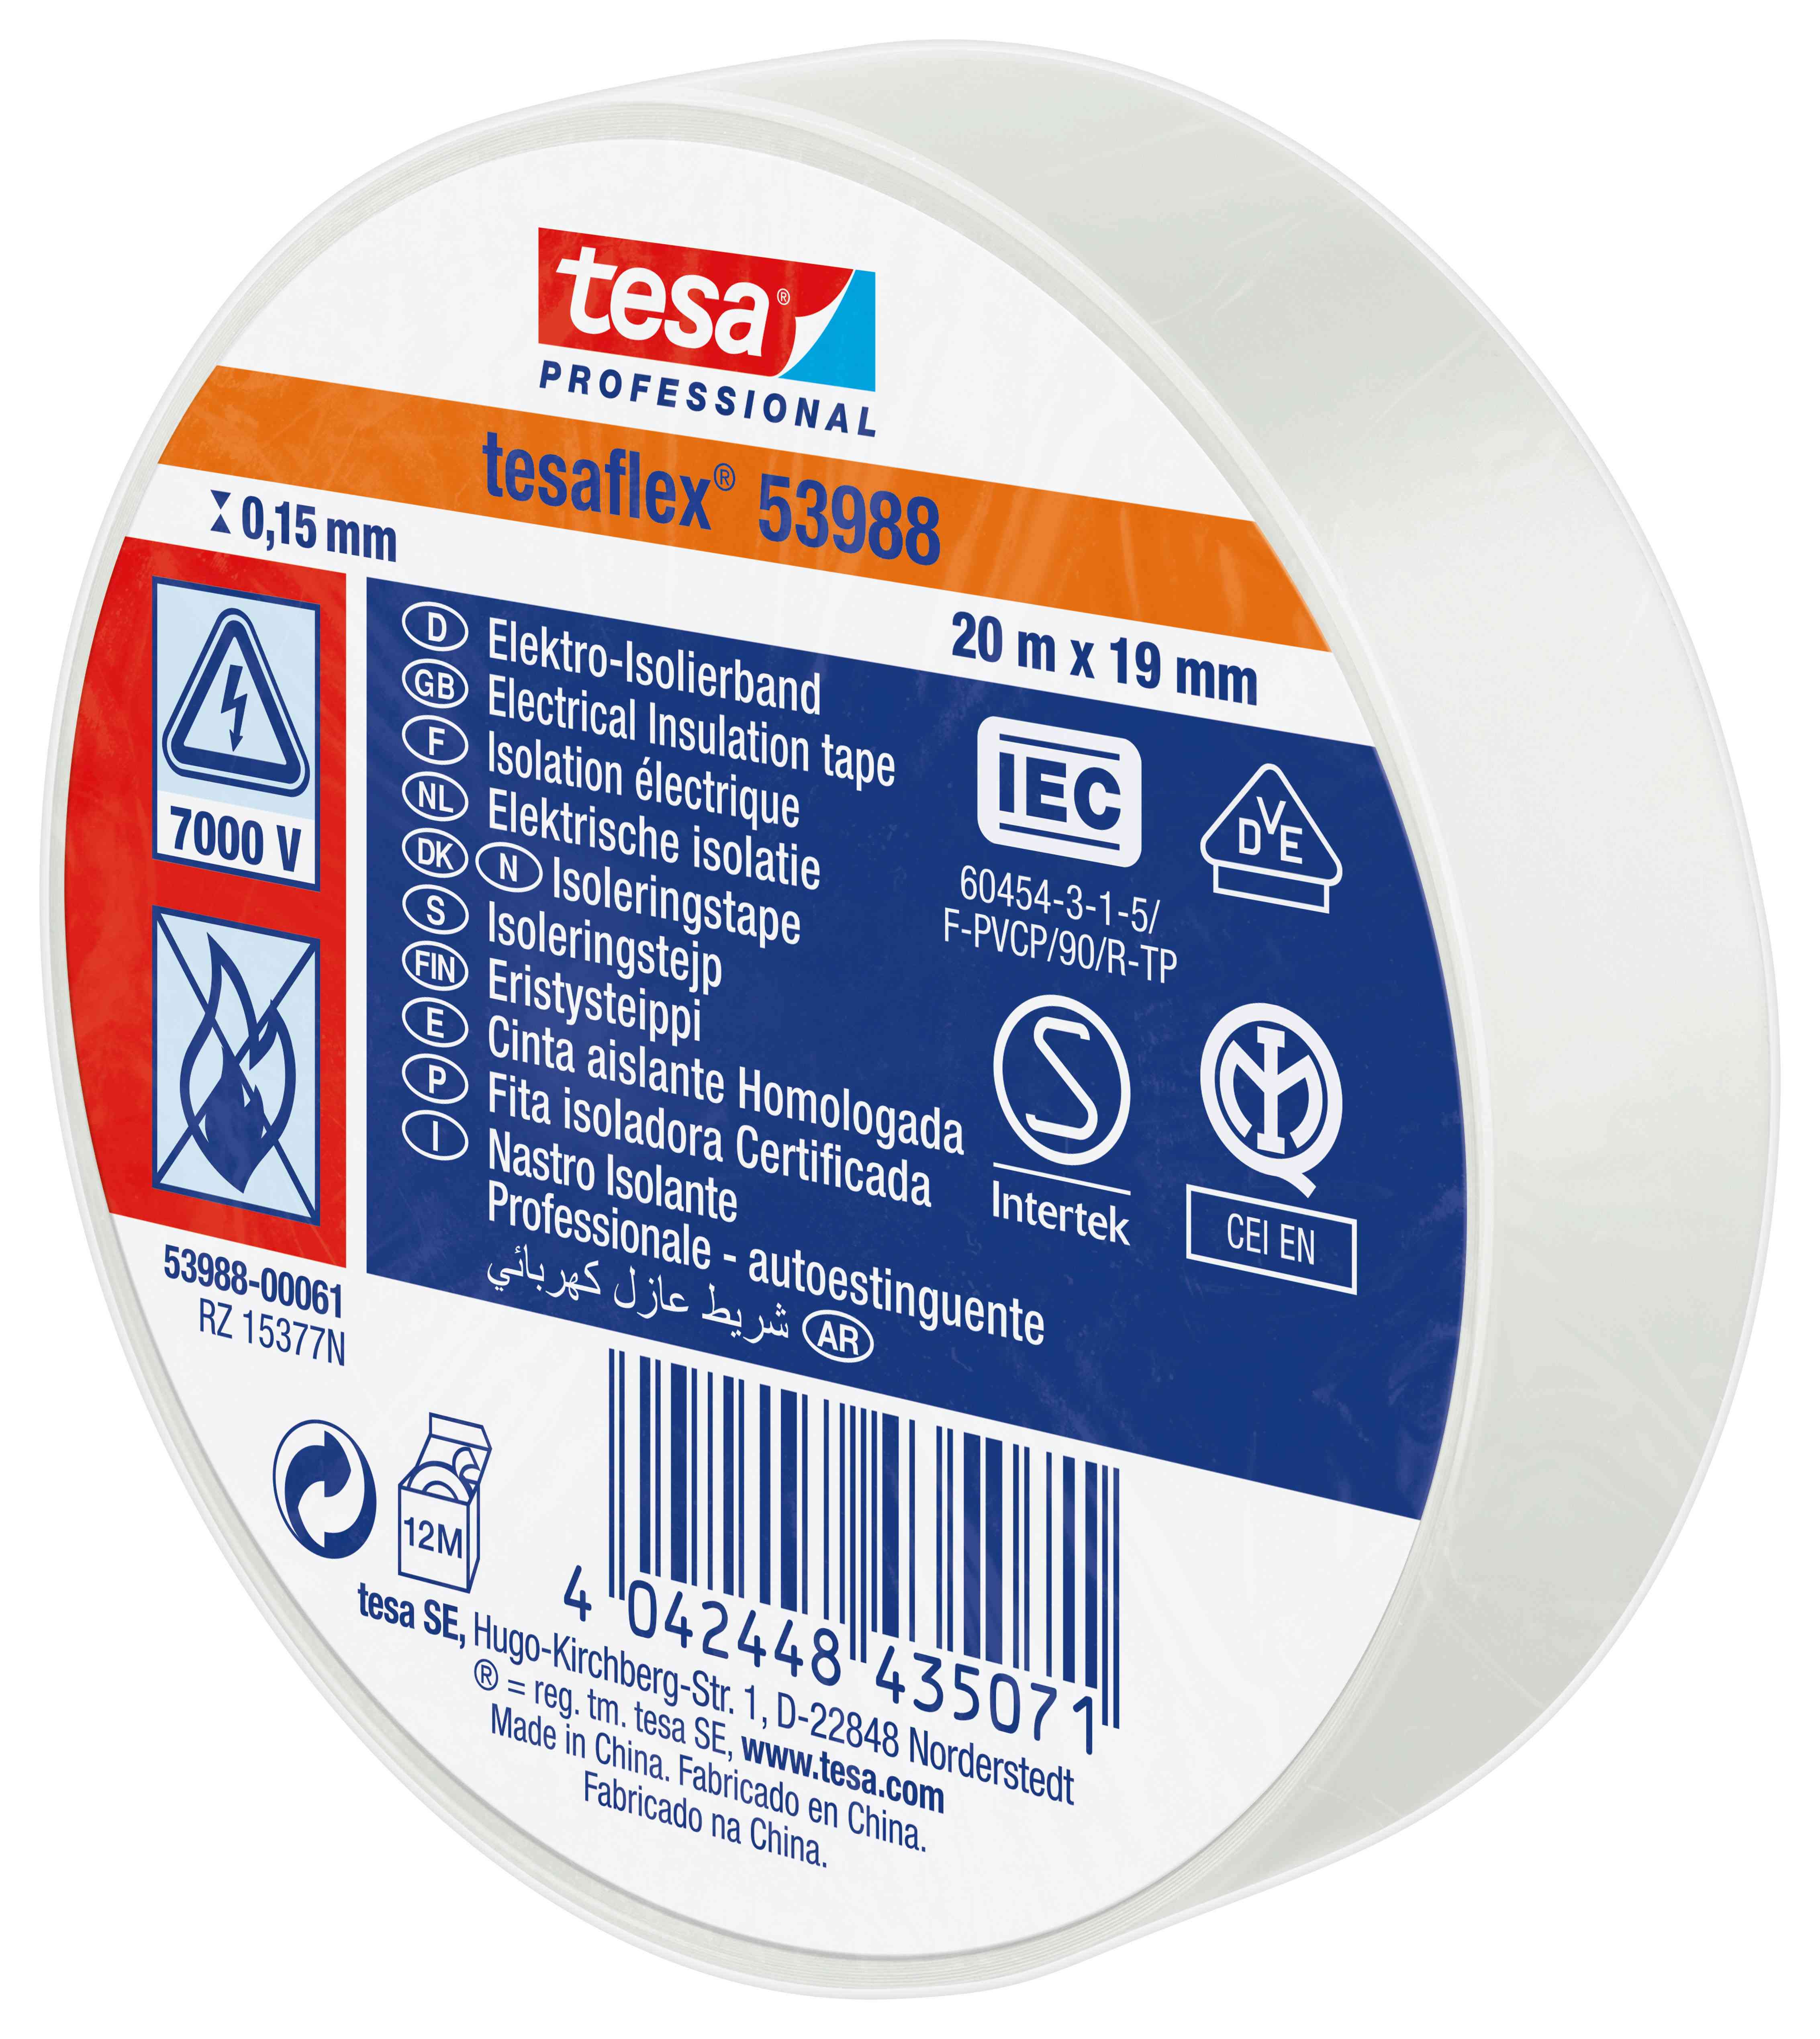 tesa®
PROFESSIONAL
tesaflex® 53988
0,15 mm
20 m x 19 mm
7000 V
D Elektro-Isolierband
GB Electrical Insulation tape
F Isolation électrique
NL Elektrische isolatie
DK N Isoleringstape
S Isoleringstejp
FIN Eristysteippi
E Cinta aislante Homologada
P Fita isoladora Certificada
I Nastro Isolante
Professionale - autoestinguente
شريط عازل كهربائي AR
IEC
60454-3-1-5/
F-PVCP/90/R-TP
DVE
S
Intertek
IMQ
CEI EN
53988-00061
RZ 15377N
12M
4 042448 435071
tesa SE, Hugo-Kirchberg-Str. 1, D-22848 Norderstedt
® = reg. tm. tesa SE, www.tesa.com
Made in China. Fabricado en China.
Fabricado na China.